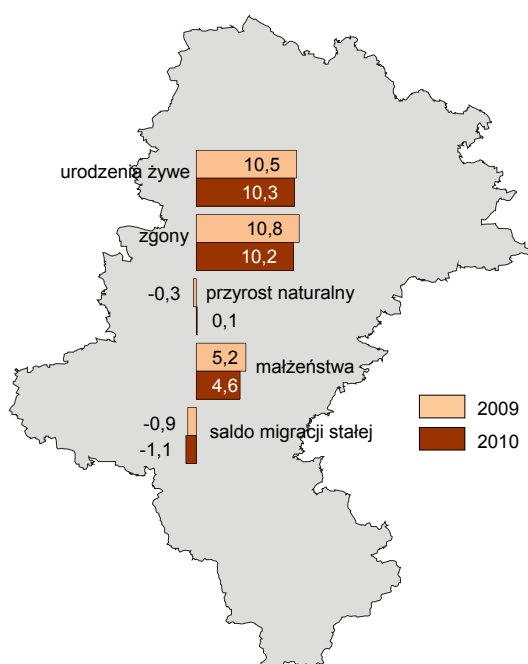 urodzenia żywe
10,5
10,3
zgony
10,8
10,2
-0,3
przyrost naturalny
0,1
5,2
małżeństwa
4,6
-0,9
saldo migracji stałej
-1,1
2009
2010